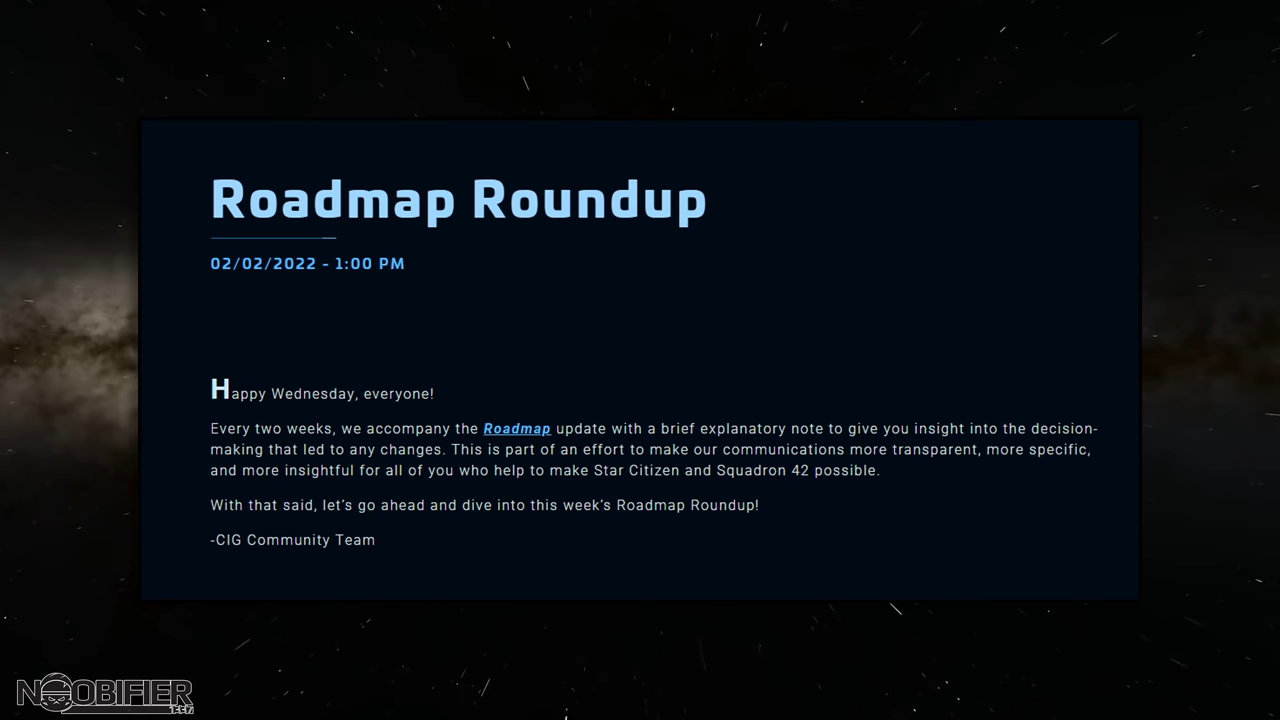 Roadmap Roundup
02/02/2022 - 1:00 PM
Happy Wednesday, everyone!
Every two weeks, we accompany the Roadmap update with a brief explanatory note to give you insight into the decision-
making that led to any changes. This is part of an effort to make our communications more transparent, more specific,
and more insightful for all of you who help to make Star Citizen and Squadron 42 possible.
With that said, let’s go ahead and dive into this week’s Roadmap Roundup!
-CIG Community Team
NOOBIFIER